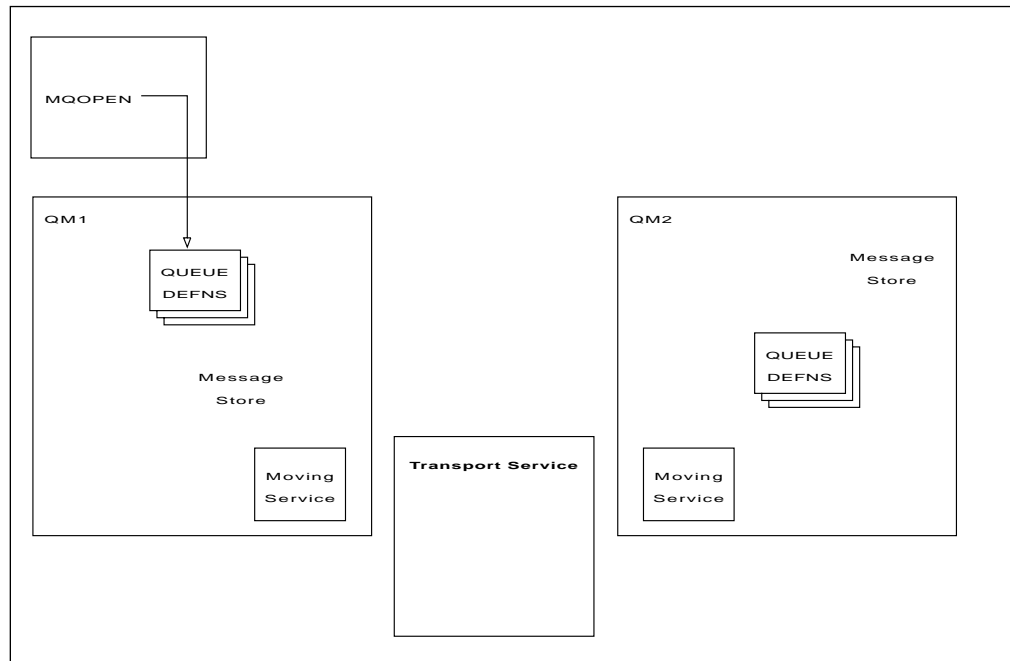 MQOPEN
QM1
QUEUE
DEFNS
Message
Store
Moving
Service
Transport Service
QM2
Message
Store
QUEUE
DEFNS
Moving
Service